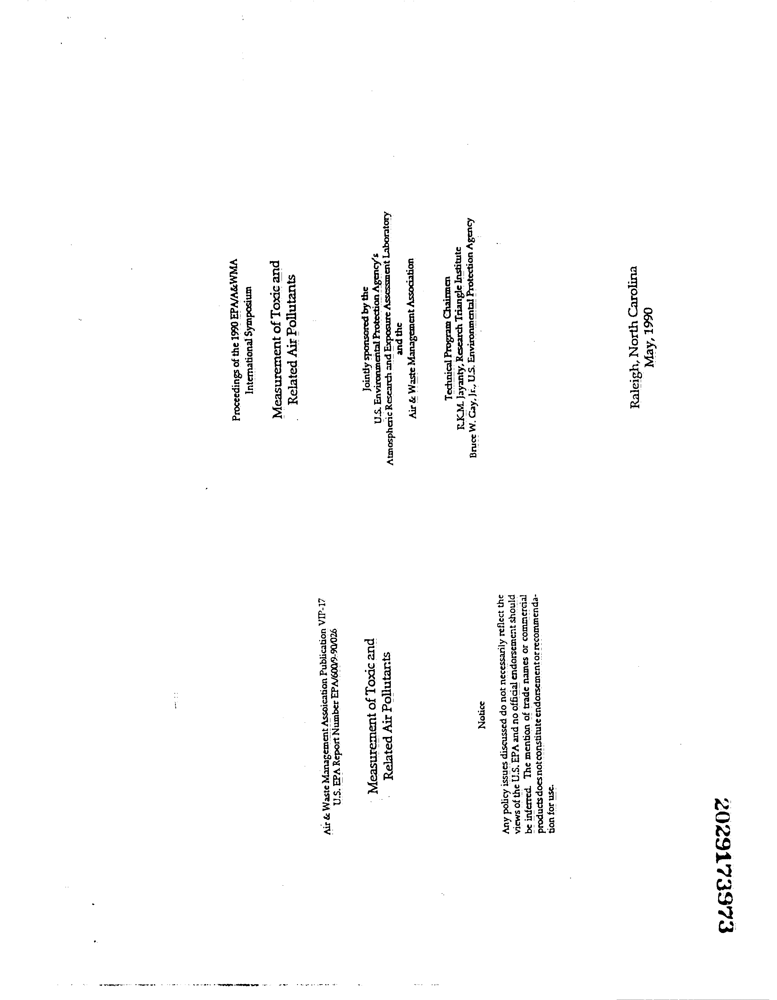 Air & Waste Management Assoication Publication VIP-17
U.S. EPA Report Number EPA/600/9-90/026
Measurement of Toxic and
Related Air Pollutants
Notice
Any policy issues discussed do not necessarily reflect the
views of the U.S. EPA and no official endorsement should
be inferred. The mention of trade names or commercial
products does not constitute endorsement or recommenda-
tion for use.
Proceedings of the 1990 EPA/A&WMA
International Symposium
Measurement of Toxic and
Related Air Pollutants
Jointly sponsored by the
U.S. Environmental Protection Agency's
Atmospheric Research and Exposure Assessment Laboratory
and the
Air & Waste Management Association
Technical Program Chairmen
R.K.M. Jayanty, Research Triangle Institute
Bruce W. Gay, Jr., U.S. Environmental Protection Agency
Raleigh, North Carolina
May, 1990
2029173973